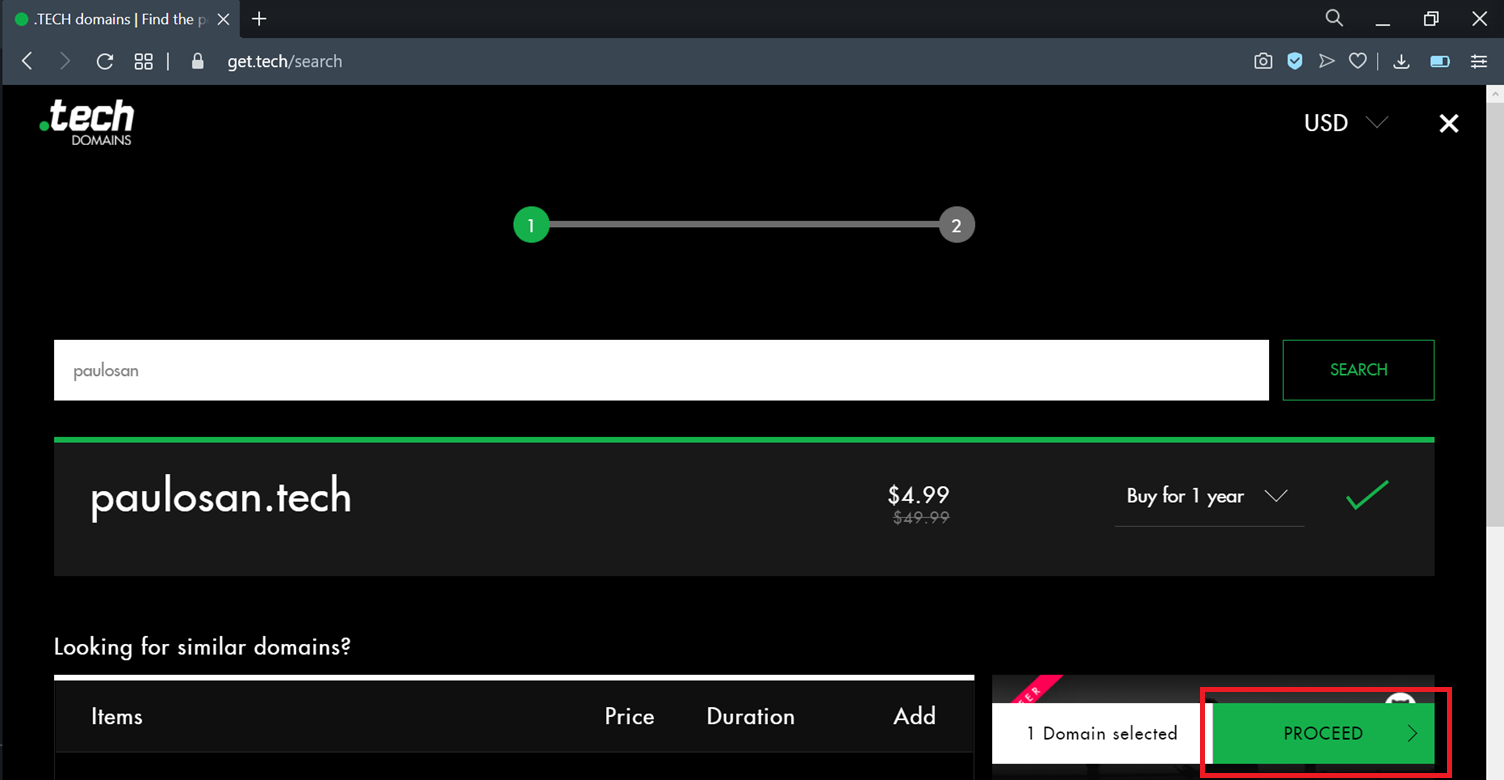 .TECH domains | Find the p
get.tech/search
.tech
DOMAINS
USD
1
2
paulosan
SEARCH
paulosan.tech
$4.99
$49.99
Buy for 1 year
Looking for similar domains?
Items Price Duration Add
1 Domain selected
PROCEED